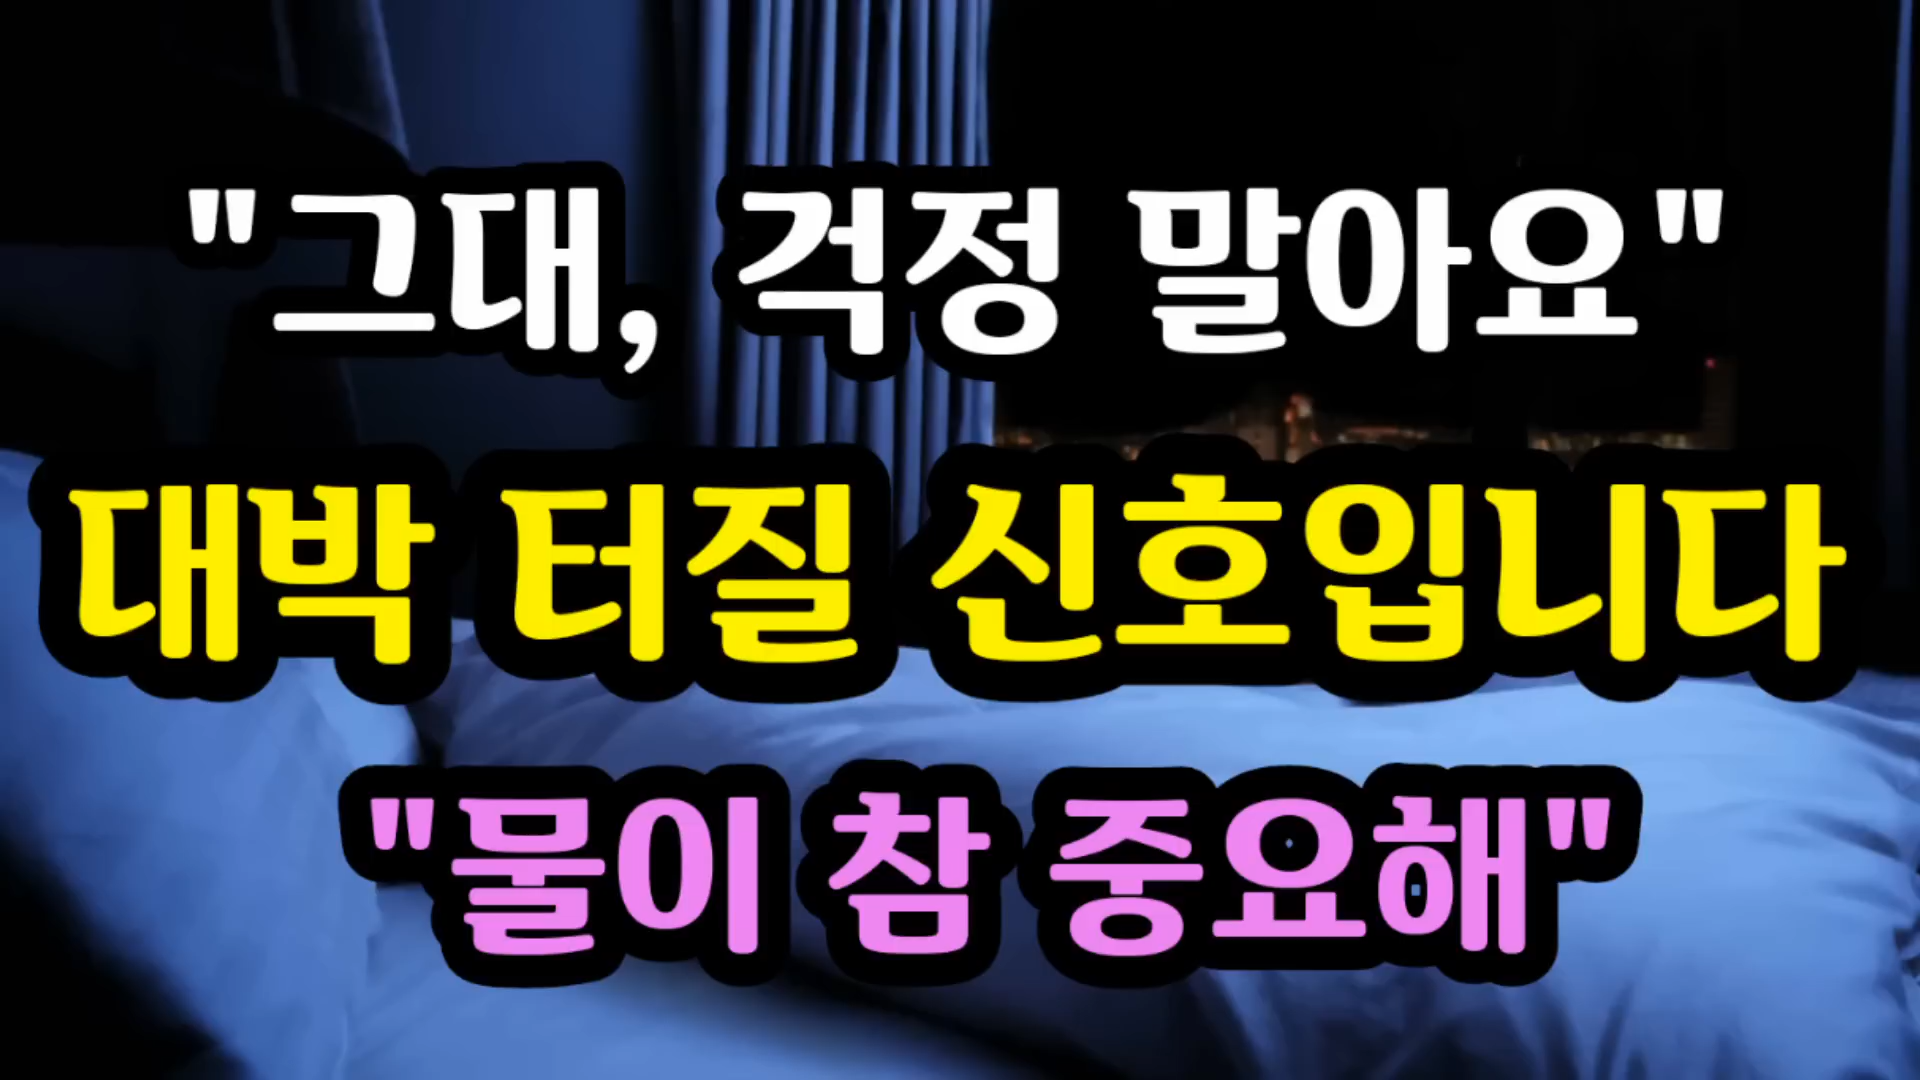 "그대, 걱정 말아요"
대박 터질 신호입니다
"물이 참 중요해"